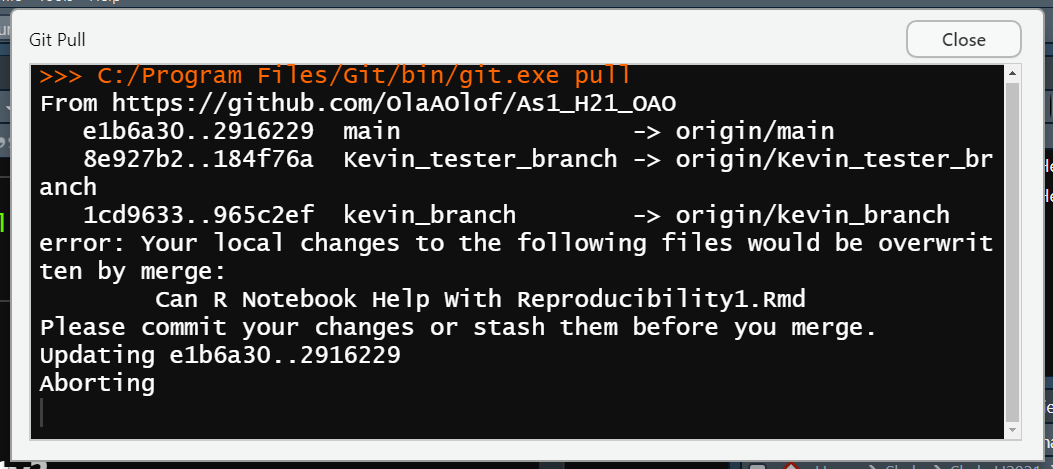 Tools Help
Git Pull
Close
>>> C:/Program Files/Git/bin/git.exe pull
From https://github.com/OlaAOlof/As1_H21_OAO
   e1b6a30..2916229  main                -> origin/main
   8e927b2..184f76a  Kevin_tester_branch -> origin/Kevin_tester_br
anch
   1cd9633..965c2ef  kevin_branch        -> origin/kevin_branch
error: Your local changes to the following files would be overwrit
ten by merge:
        Can R Notebook Help With Reproducibility1.Rmd
Please commit your changes or stash them before you merge.
Updating e1b6a30..2916229
Aborting